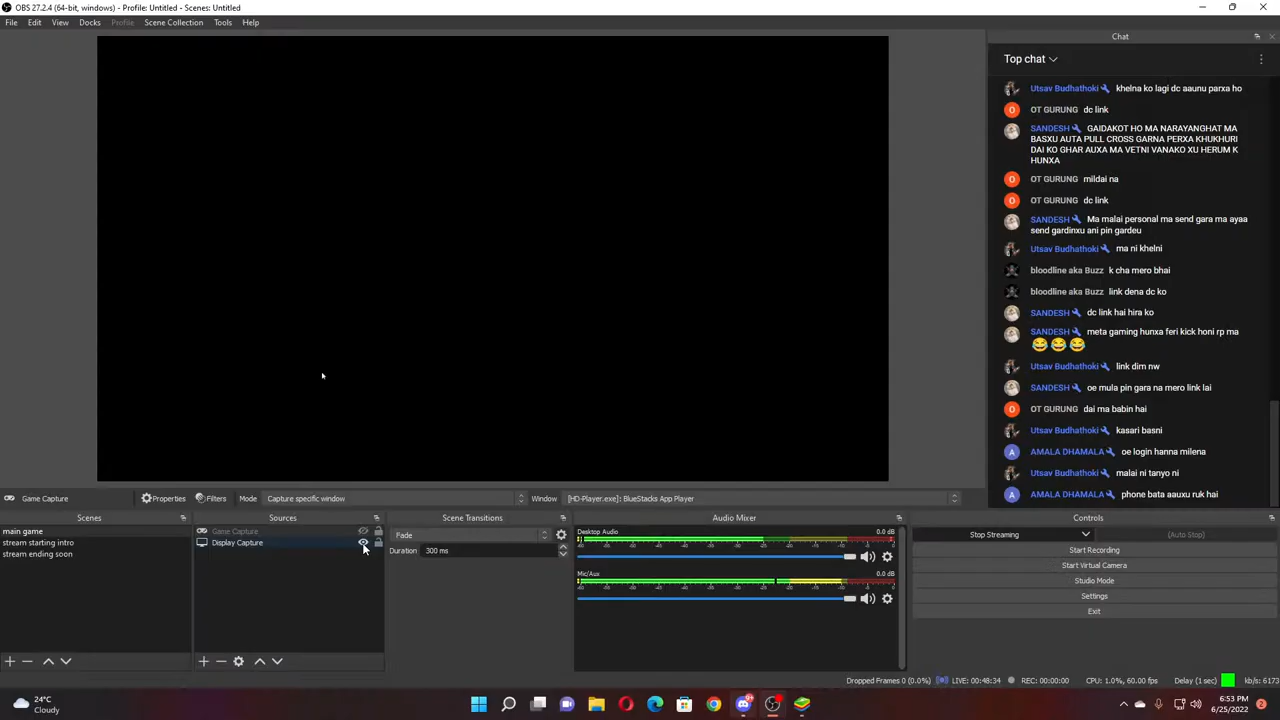 OBS 27.2.4 (64-bit, windows) - Profile: Untitled - Scenes: Untitled
File Edit View Docks Profile Scene Collection Tools Help
Chat
Top chat
Utsav Budhathoki khelna ko lagi dc aaunu parxa ho
OT GURUNG dc link
SANDESH GAIDAKOT HO MA NARAYANGHAT MA
BASXU AUTA PULL CROSS GARNA PERXA KHUKHURI
DAI KO GHAR AUXA MA VETNI VANAKO XU HERUM K
HUNXA
OT GURUNG mildai na
OT GURUNG dc link
SANDESH Ma malai personal ma send gara ma ayaa
send gardinxu ani pin gardeu
Utsav Budhathoki ma ni khelni
bloodline aka Buzz k cha mero bhai
bloodline aka Buzz link dena dc ko
SANDESH dc link hai hira ko
SANDESH meta gaming hunxa feri kick honi rp ma
😂 😂 😂
Utsav Budhathoki link dim nw
SANDESH oe mula pin gara na mero link lai
OT GURUNG dai ma babin hai
Utsav Budhathoki kasari basni
A AMALA DHAMALA oe login hanna milena
Utsav Budhathoki malai ni tanyo ni
A AMALA DHAMALA phone bata aauxu ruk hai
Game Capture Properties Filters Mode Capture specific window Window [HD-Player.exe]: BlueStacks App Player
Scenes Sources Scene Transitions Audio Mixer Controls
main game
stream starting intro
stream ending soon
Game Capture
Display Capture
Fade
Duration 300 ms
Desktop Audio 0.0 dB
Mic/Aux 0.0 dB
Stop Streaming (Auto Stop)
Start Recording
Start Virtual Camera
Studio Mode
Settings
Exit
Dropped Frames 0 (0.0%) LIVE: 00:48:34 REC: 00:00:00 CPU: 1.0%, 60.00 fps Delay (1 sec) kb/s: 6173
24°C
Cloudy
6:53 PM
6/25/2022